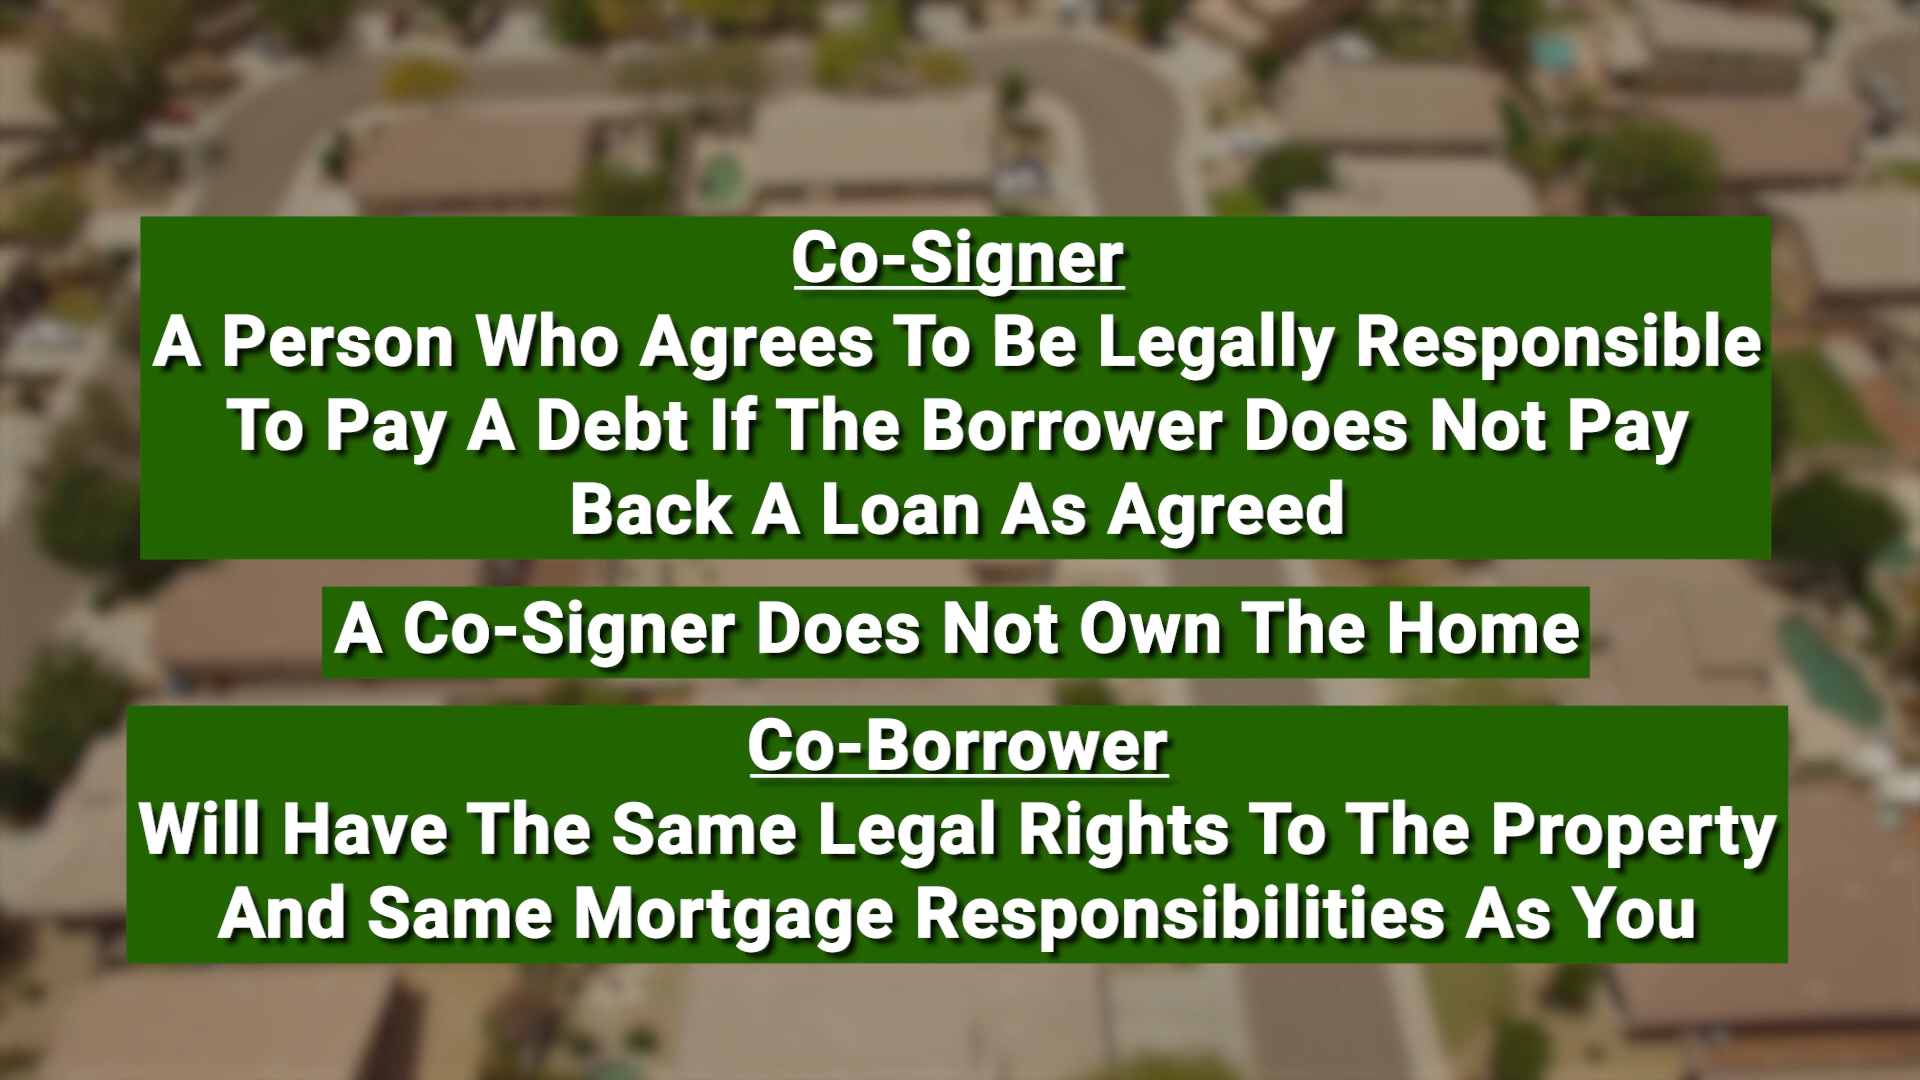 Co-Signer
A Person Who Agrees To Be Legally Responsible
To Pay A Debt If The Borrower Does Not Pay
Back A Loan As Agreed
A Co-Signer Does Not Own The Home
Co-Borrower
Will Have The Same Legal Rights To The Property
And Same Mortgage Responsibilities As You